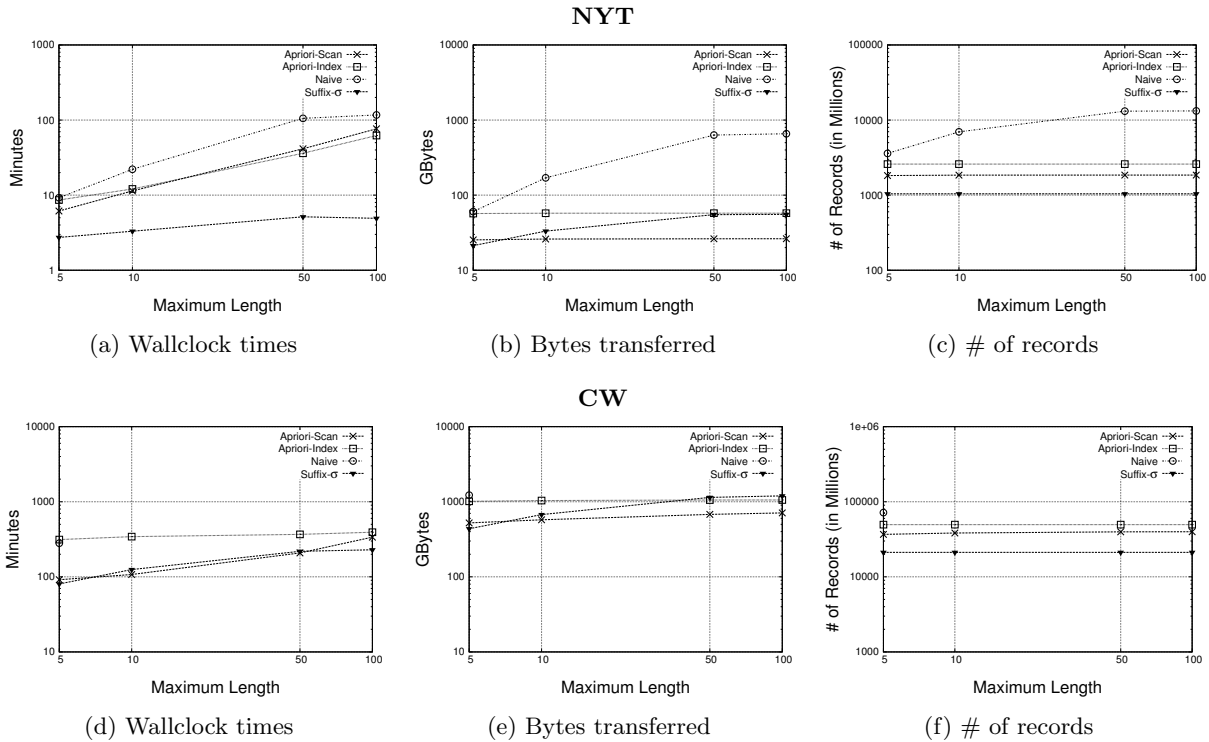 NYT
1000
100
10
1
Minutes
5 10 50 100
Maximum Length
Apriori-Scan
Apriori-Index
Naive
Suffix-σ
(a) Wallclock times
10000
1000
100
10
GBytes
5 10 50 100
Maximum Length
Apriori-Scan
Apriori-Index
Naive
Suffix-σ
(b) Bytes transferred
100000
10000
1000
100
# of Records (in Millions)
5 10 50 100
Maximum Length
Apriori-Scan
Apriori-Index
Naive
Suffix-σ
(c) # of records
CW
10000
1000
100
10
Minutes
5 10 50 100
Maximum Length
Apriori-Scan
Apriori-Index
Naive
Suffix-σ
(d) Wallclock times
10000
1000
100
10
GBytes
5 10 50 100
Maximum Length
Apriori-Scan
Apriori-Index
Naive
Suffix-σ
(e) Bytes transferred
1e+06
100000
10000
1000
# of Records (in Millions)
5 10 50 100
Maximum Length
Apriori-Scan
Apriori-Index
Naive
Suffix-σ
(f) # of records